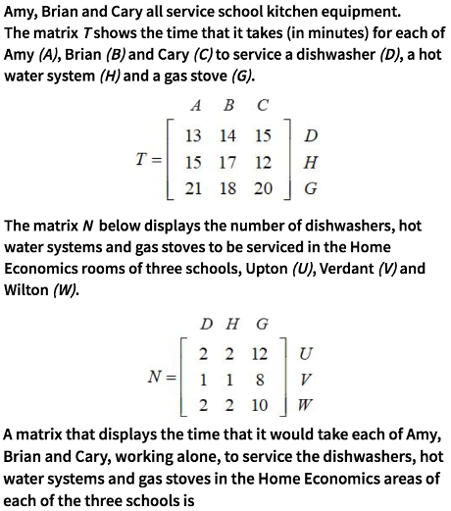 Amy, Brian and Cary all service school kitchen equipment.
The matrix T shows the time that it takes (in minutes) for each of
Amy (A), Brian (B) and Cary (C) to service a dishwasher (D), a hot
water system (H) and a gas stove (G).
A B C
13 14 15 D
T = 15 17 12 H
21 18 20 G
The matrix N below displays the number of dishwashers, hot
water systems and gas stoves to be serviced in the Home
Economics rooms of three schools, Upton (U), Verdant (V) and
Wilton (W).
D H G
2 2 12 U
N = 1 1 8 V
2 2 10 W
A matrix that displays the time that it would take each of Amy,
Brian and Cary, working alone, to service the dishwashers, hot
water systems and gas stoves in the Home Economics areas of
each of the three schools is